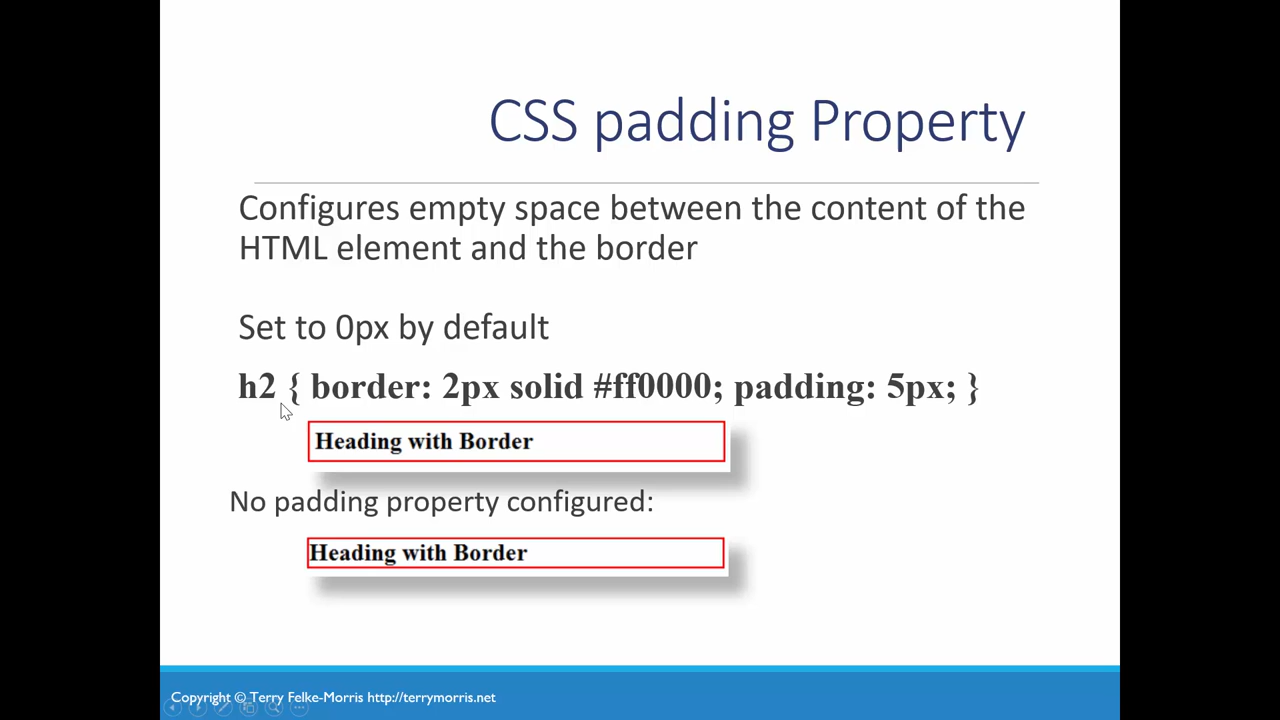 CSS padding Property
Configures empty space between the content of the
HTML element and the border
Set to 0px by default
h2 { border: 2px solid #ff0000; padding: 5px; }
Heading with Border
No padding property configured:
Heading with Border
Copyright © Terry Felke-Morris http://terrymorris.net